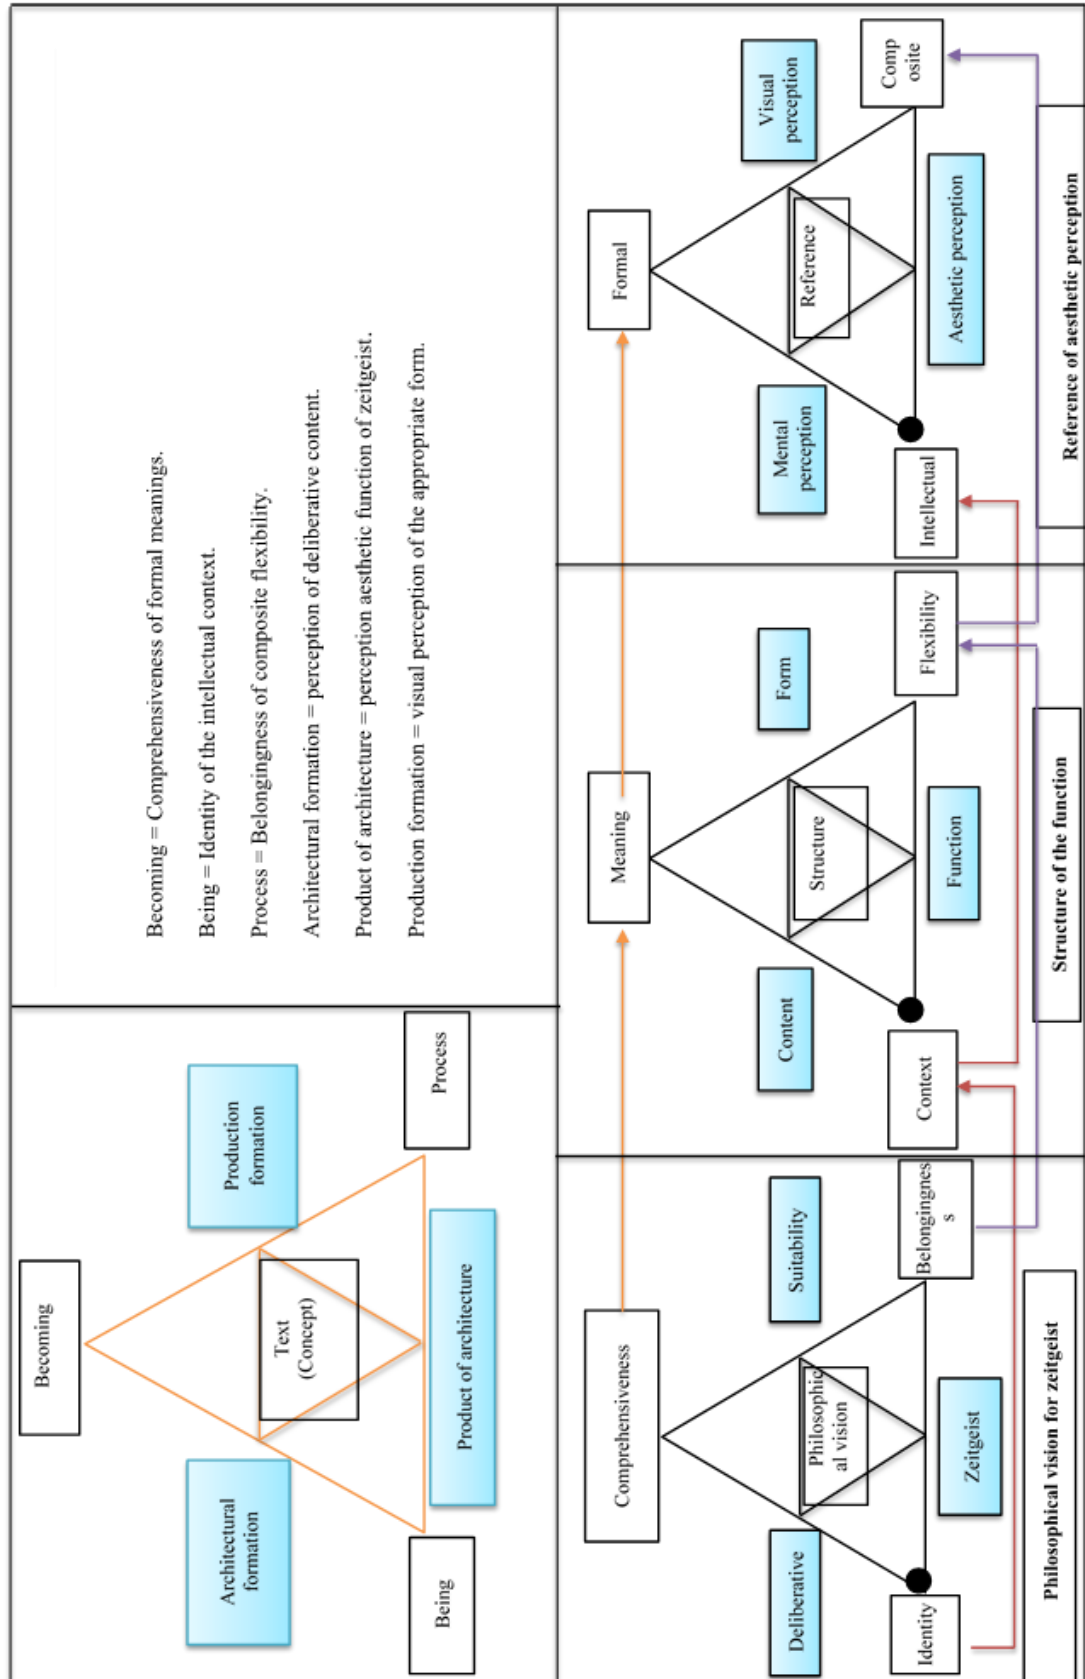 Becoming
Architectural
formation
Production
formation
Text
(Concept)
Being
Product of architecture
Process
Becoming = Comprehensiveness of formal meanings.
Being = Identity of the intellectual context.
Process = Belongingness of composite flexibility.
Architectural formation = perception of deliberative content.
Product of architecture = perception aesthetic function of zeitgeist.
Production formation = visual perception of the appropriate form.
Comprehensiveness
Deliberative
Suitability
Philosophic
al vision
Identity
Zeitgeist
Belongingnes
s
Philosophical vision for zeitgeist
Meaning
Content
Form
Structure
Context
Function
Flexibility
Structure of the function
Formal
Mental
perception
Visual
perception
Reference
Intellectual
Aesthetic perception
Comp
osite
Reference of aesthetic perception